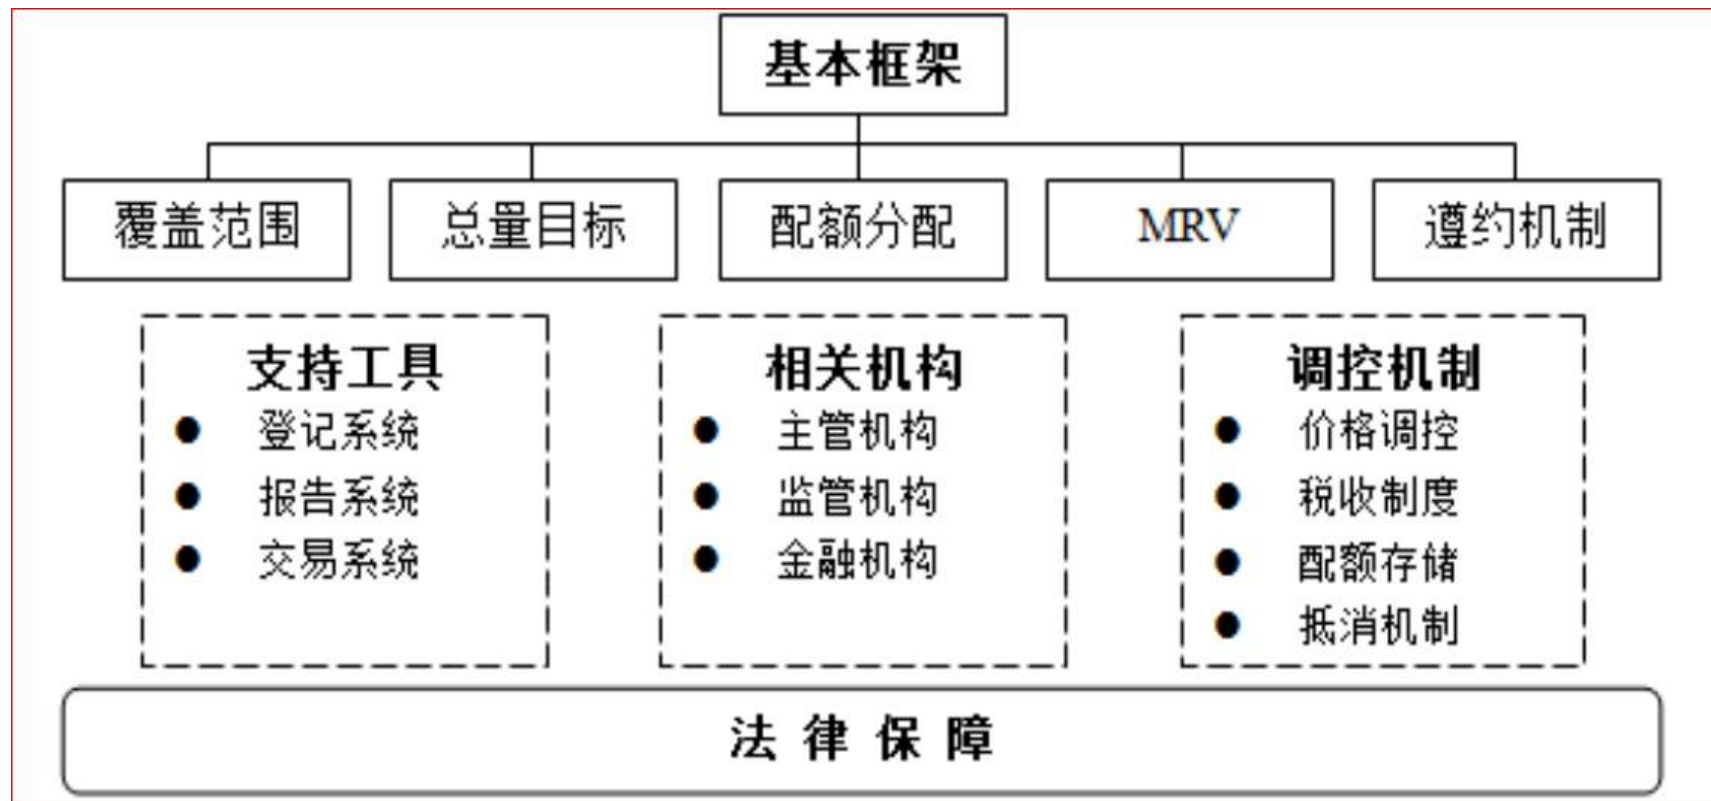 基本框架
覆盖范围
总量目标
配额分配
MRV
遵约机制
支持工具
● 登记系统
● 报告系统
● 交易系统
相关机构
● 主管机构
● 监管机构
● 金融机构
调控机制
● 价格调控
● 税收制度
● 配额存储
● 抵消机制
法律保障